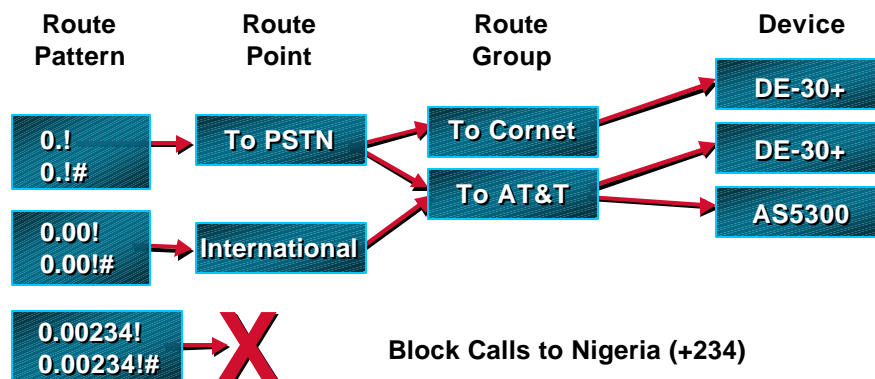 Route Pattern
Route Point
Route Group
Device
0.!
0.!#
To PSTN
To Cornet
DE-30+
DE-30+
To AT&T
AS5300
0.00!
0.00!#
International
0.00234!
0.00234!#
X
Block Calls to Nigeria (+234)